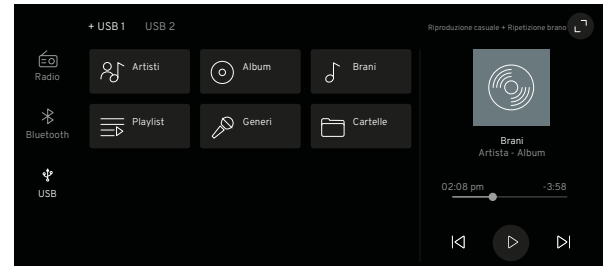 + USB 1 USB 2
Riproduzione casuale + Ripetizione brano
Radio
Bluetooth
USB
Artisti
Album
Brani
Playlist
Generi
Cartelle
Brani
Artista - Album
02:08 pm -3:58